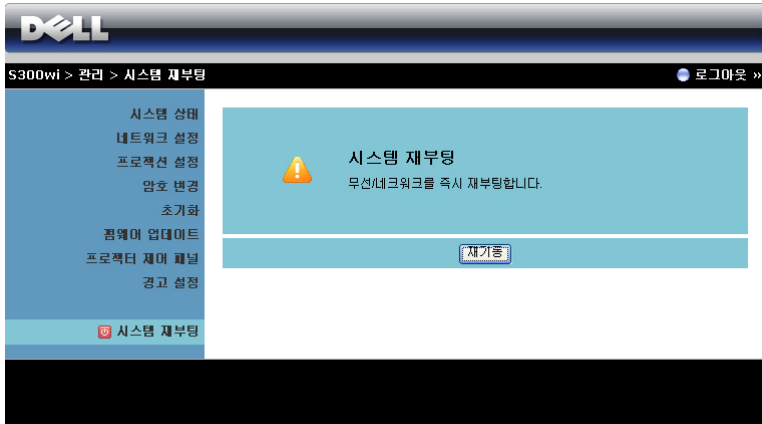 DELL
S300wi > 관리 > 시스템 재부팅
로그아웃 »
시스템 상태
네트워크 설정
프로젝션 설정
암호 변경
초기화
펌웨어 업데이트
프로젝터 제어 패널
경고 설정
시스템 재부팅
시스템 재부팅
무선/네크워크를 즉시 재부팅합니다.
재기동